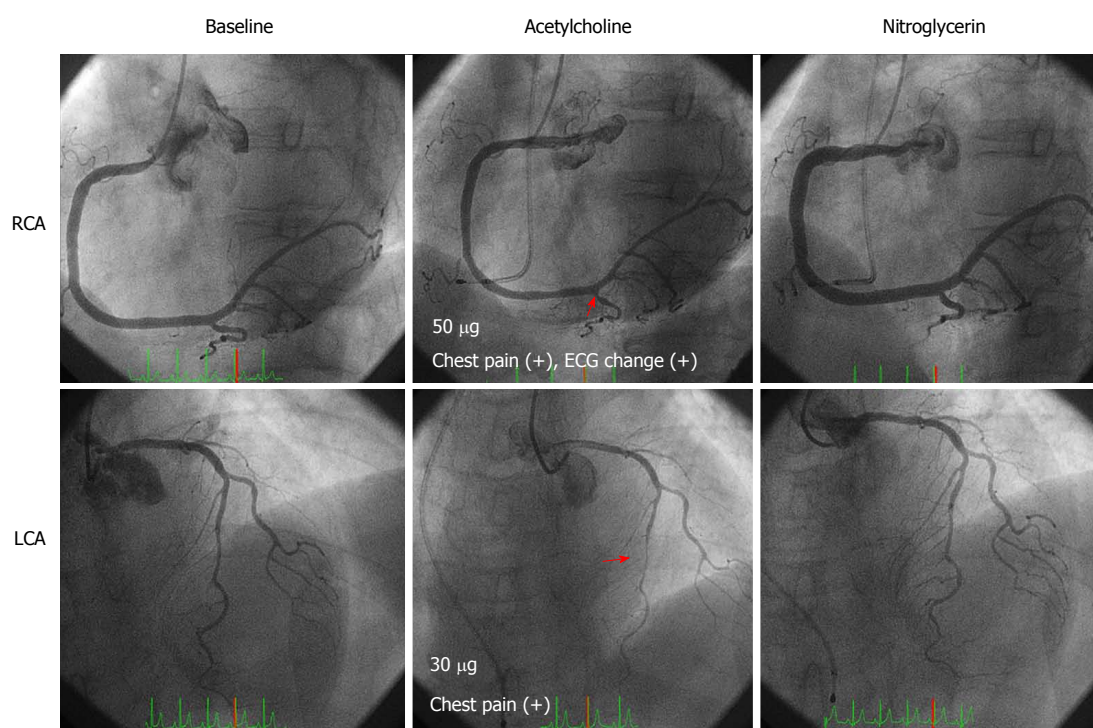 Baseline
Acetylcholine
Nitroglycerin
RCA
50 μg
Chest pain (+), ECG change (+)
LCA
30 μg
Chest pain (+)